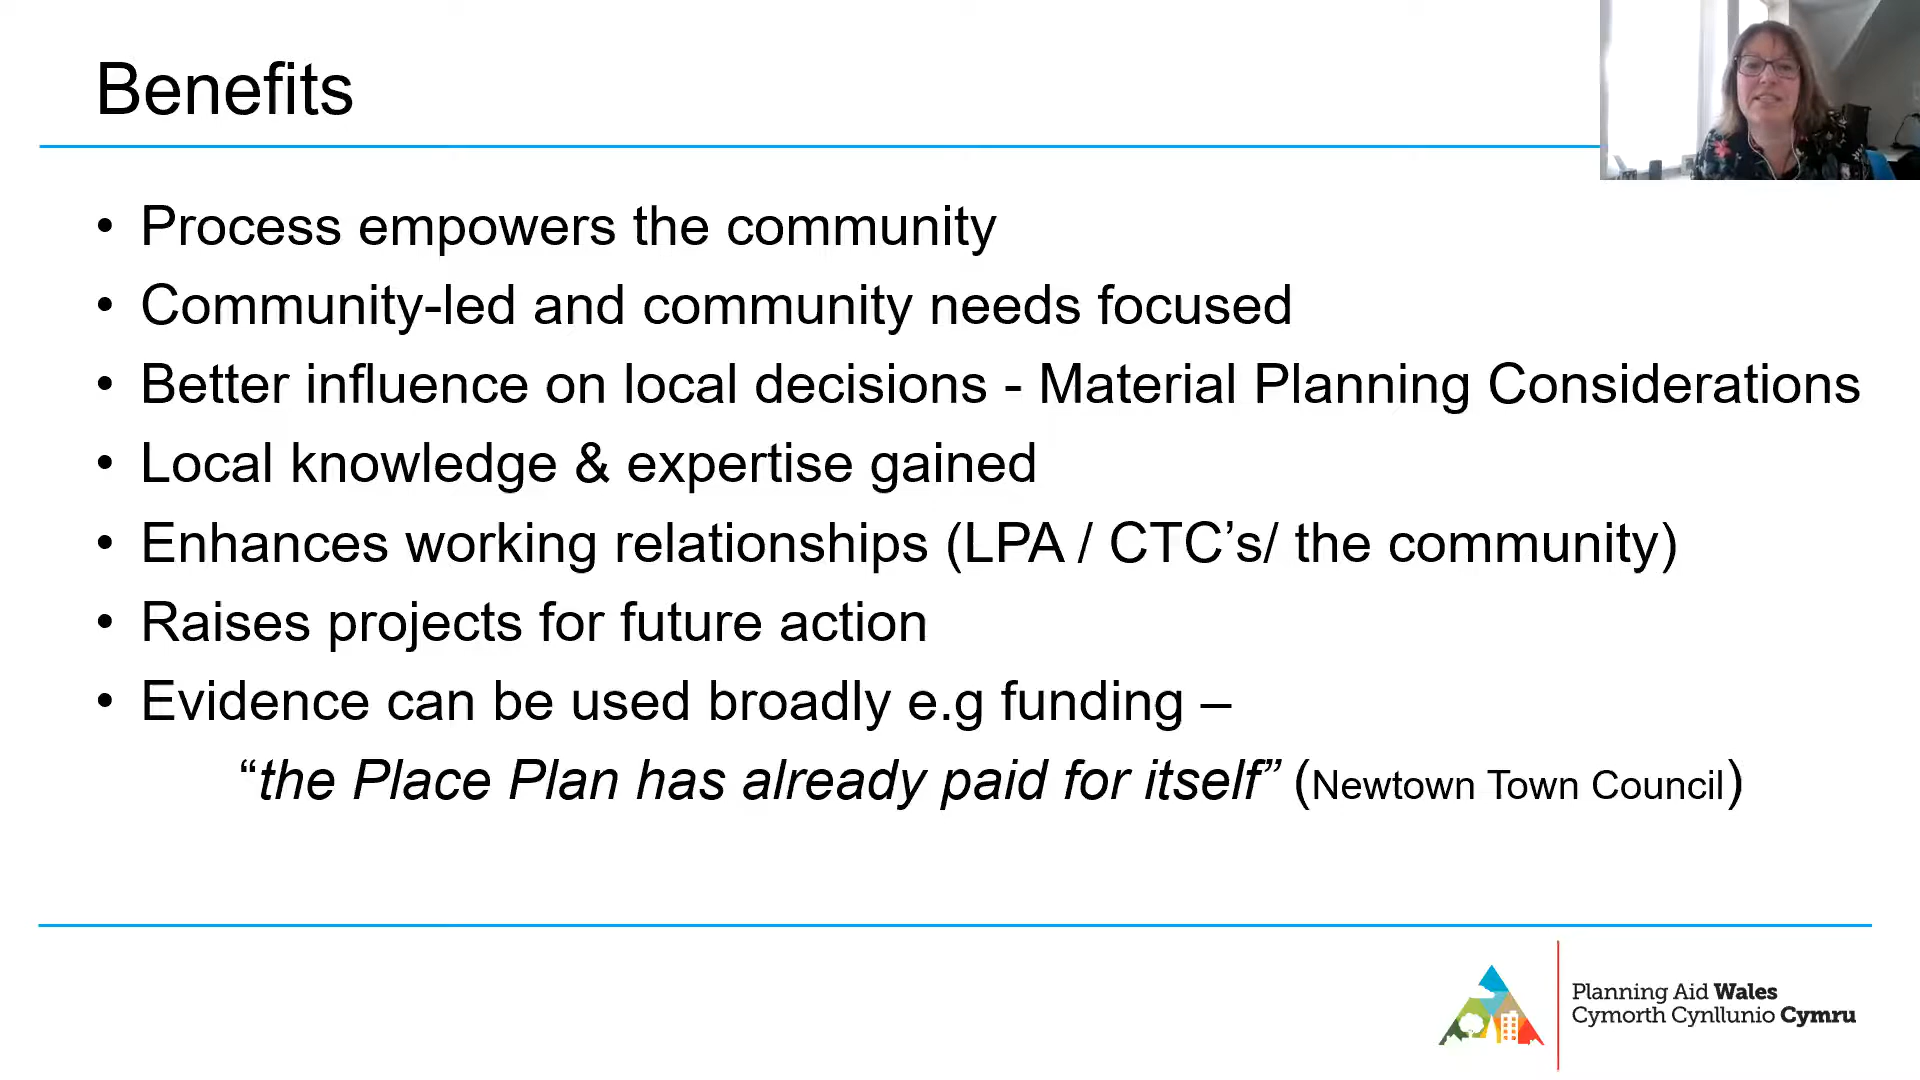 Benefits
• Process empowers the community
• Community-led and community needs focused
• Better influence on local decisions - Material Planning Considerations
• Local knowledge & expertise gained
• Enhances working relationships (LPA / CTC’s/ the community)
• Raises projects for future action
• Evidence can be used broadly e.g funding –
“the Place Plan has already paid for itself” (Newtown Town Council)
Planning Aid Wales
Cymorth Cynllunio Cymru